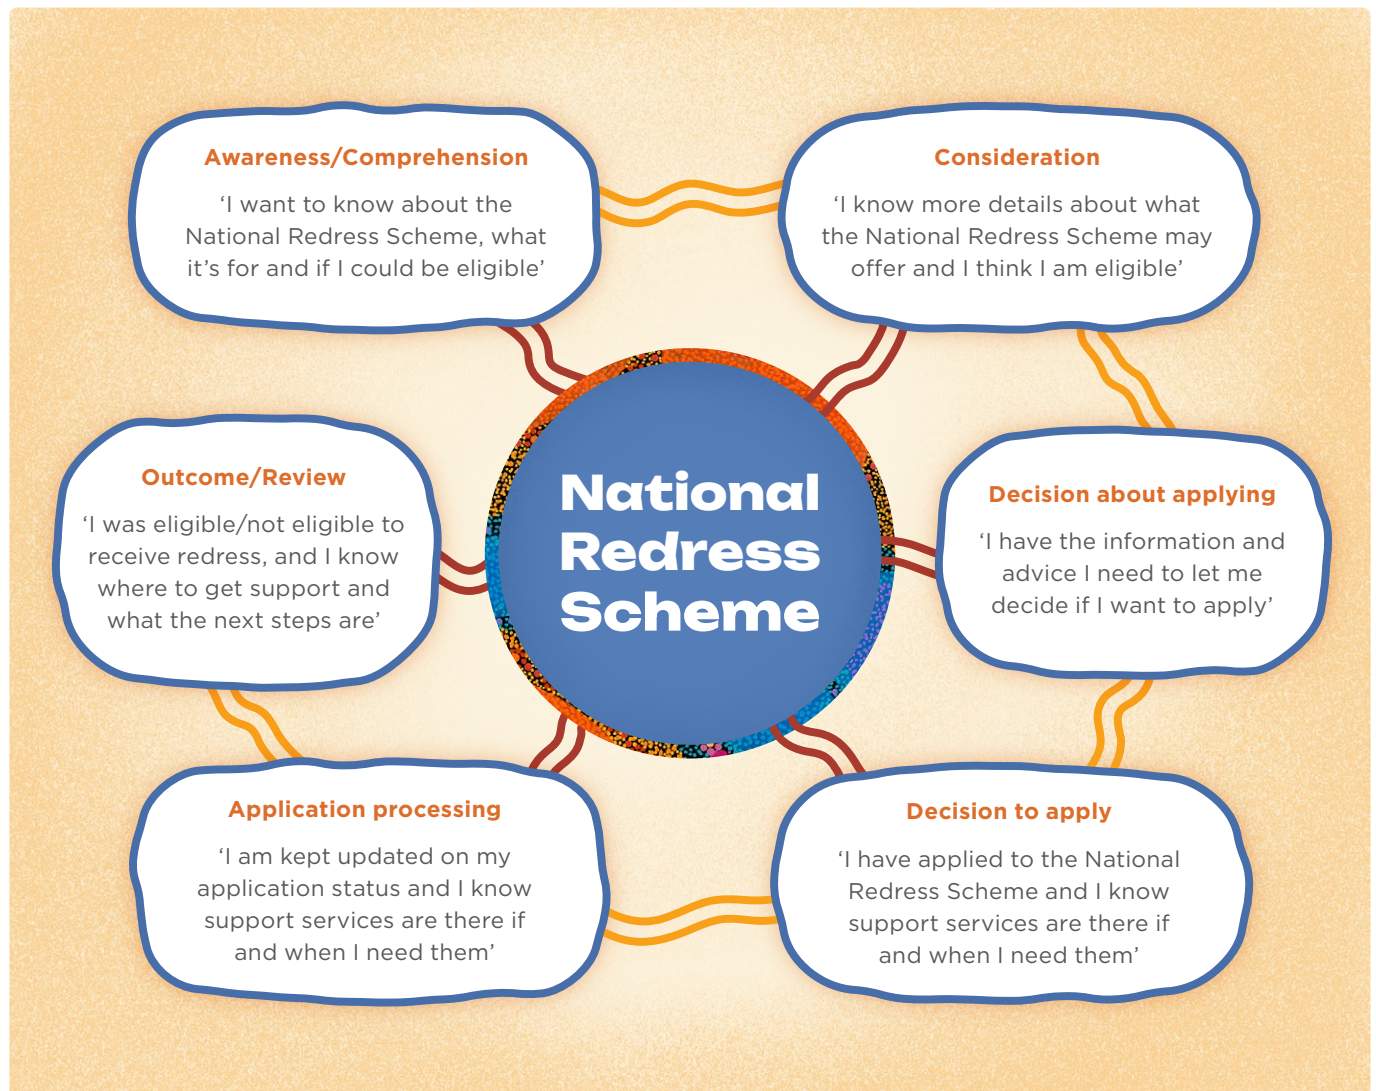 Awareness/Comprehension
‘I want to know about the
National Redress Scheme, what
it’s for and if I could be eligible’
Consideration
‘I know more details about what
the National Redress Scheme may
offer and I think I am eligible’
Outcome/Review
‘I was eligible/not eligible to
receive redress, and I know
where to get support and
what the next steps are’
National
Redress
Scheme
Decision about applying
‘I have the information and
advice I need to let me
decide if I want to apply’
Application processing
‘I am kept updated on my
application status and I know
support services are there if
and when I need them’
Decision to apply
‘I have applied to the National
Redress Scheme and I know
support services are there if
and when I need them’